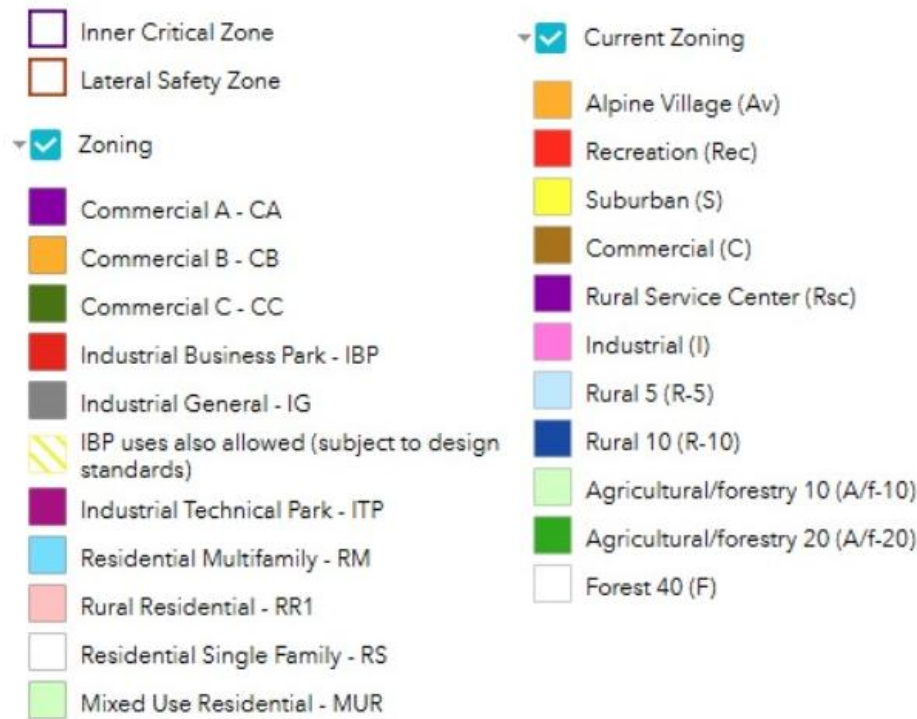 Inner Critical Zone
Lateral Safety Zone
Zoning
Commercial A - CA
Commercial B - CB
Commercial C - CC
Industrial Business Park - IBP
Industrial General - IG
IBP uses also allowed (subject to design
standards)
Industrial Technical Park - ITP
Residential Multifamily - RM
Rural Residential - RR1
Residential Single Family - RS
Mixed Use Residential - MUR
Current Zoning
Alpine Village (Av)
Recreation (Rec)
Suburban (S)
Commercial (C)
Rural Service Center (Rsc)
Industrial (I)
Rural 5 (R-5)
Rural 10 (R-10)
Agricultural/forestry 10 (A/f-10)
Agricultural/forestry 20 (A/f-20)
Forest 40 (F)